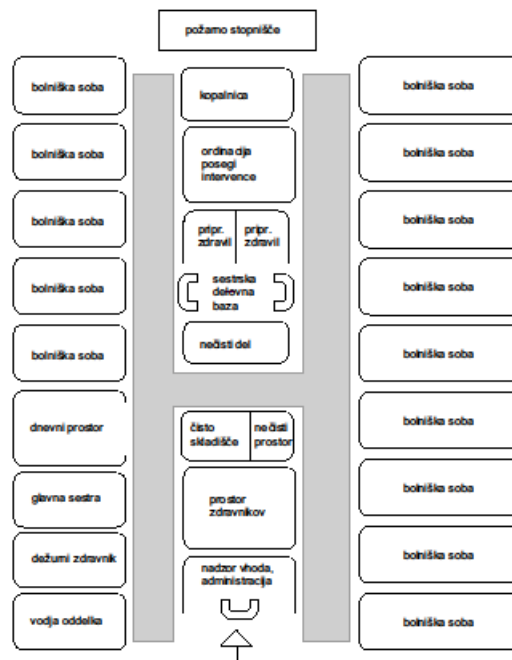 požarno stopnišče
bolniška soba
bolniška soba
bolniška soba
bolniška soba
bolniška soba
dnevni prostor
glavna sestra
dežurni zdravnik
vodja oddelka
kopalnica
ordinacija
posegi
intervence
pripr.
zdravil
pripr.
zdravil
sestrska
delovna
baza
nečisti del
čisto
skladišče
nečisti
prostor
prostor
zdravnikov
nadzor vhoda,
administracija
bolniška soba
bolniška soba
bolniška soba
bolniška soba
bolniška soba
bolniška soba
bolniška soba
bolniška soba
bolniška soba